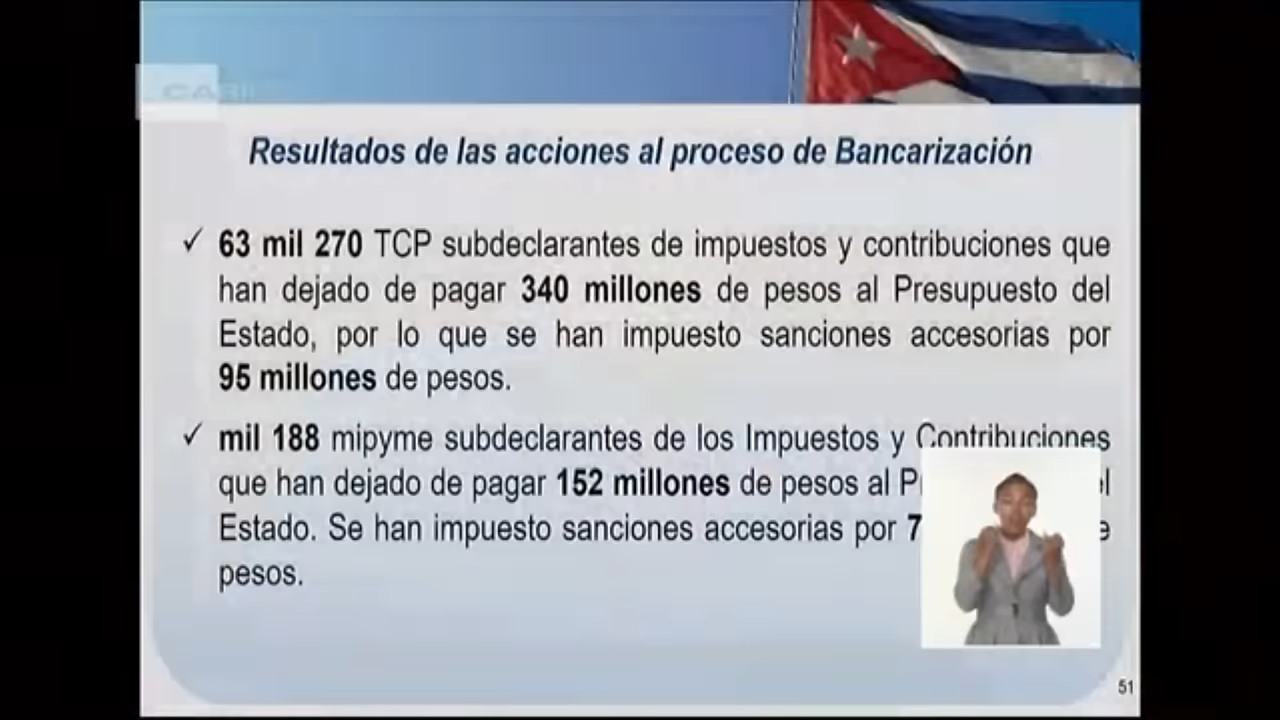 Resultados de las acciones al proceso de Bancarización
✓ 63 mil 270 TCP subdeclarantes de impuestos y contribuciones que
han dejado de pagar 340 millones de pesos al Presupuesto del
Estado, por lo que se han impuesto sanciones accesorias por
95 millones de pesos.
✓ mil 188 mipyme subdeclarantes de los Impuestos y Contribuciones
que han dejado de pagar 152 millones de pesos al
Estado. Se han impuesto sanciones accesorias por 7
pesos.
51